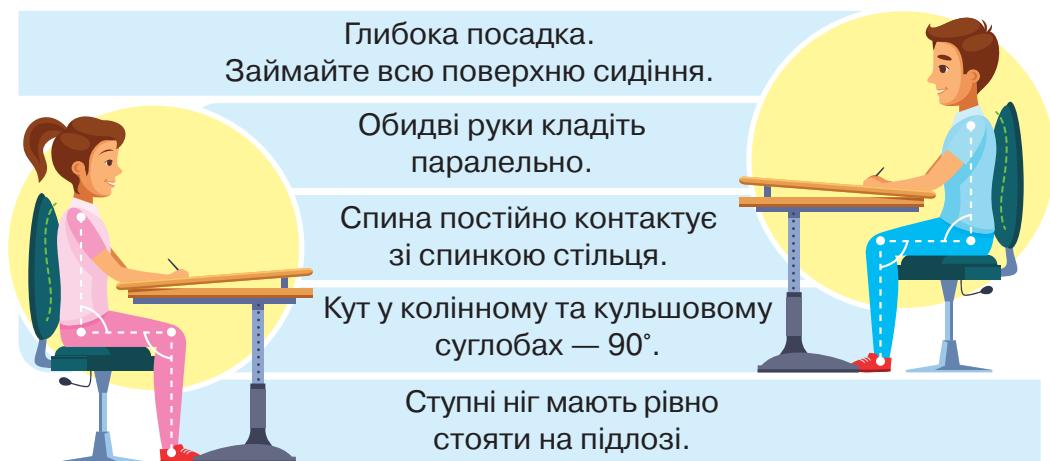 Глибока посадка.
Займайте всю поверхню сидіння.
Обидві руки кладіть
паралельно.
Спина постійно контактує
зі спинкою стільця.
Кут у колінному та кульшовому
суглобах — 90°.
Ступні ніг мають рівно
стояти на підлозі.